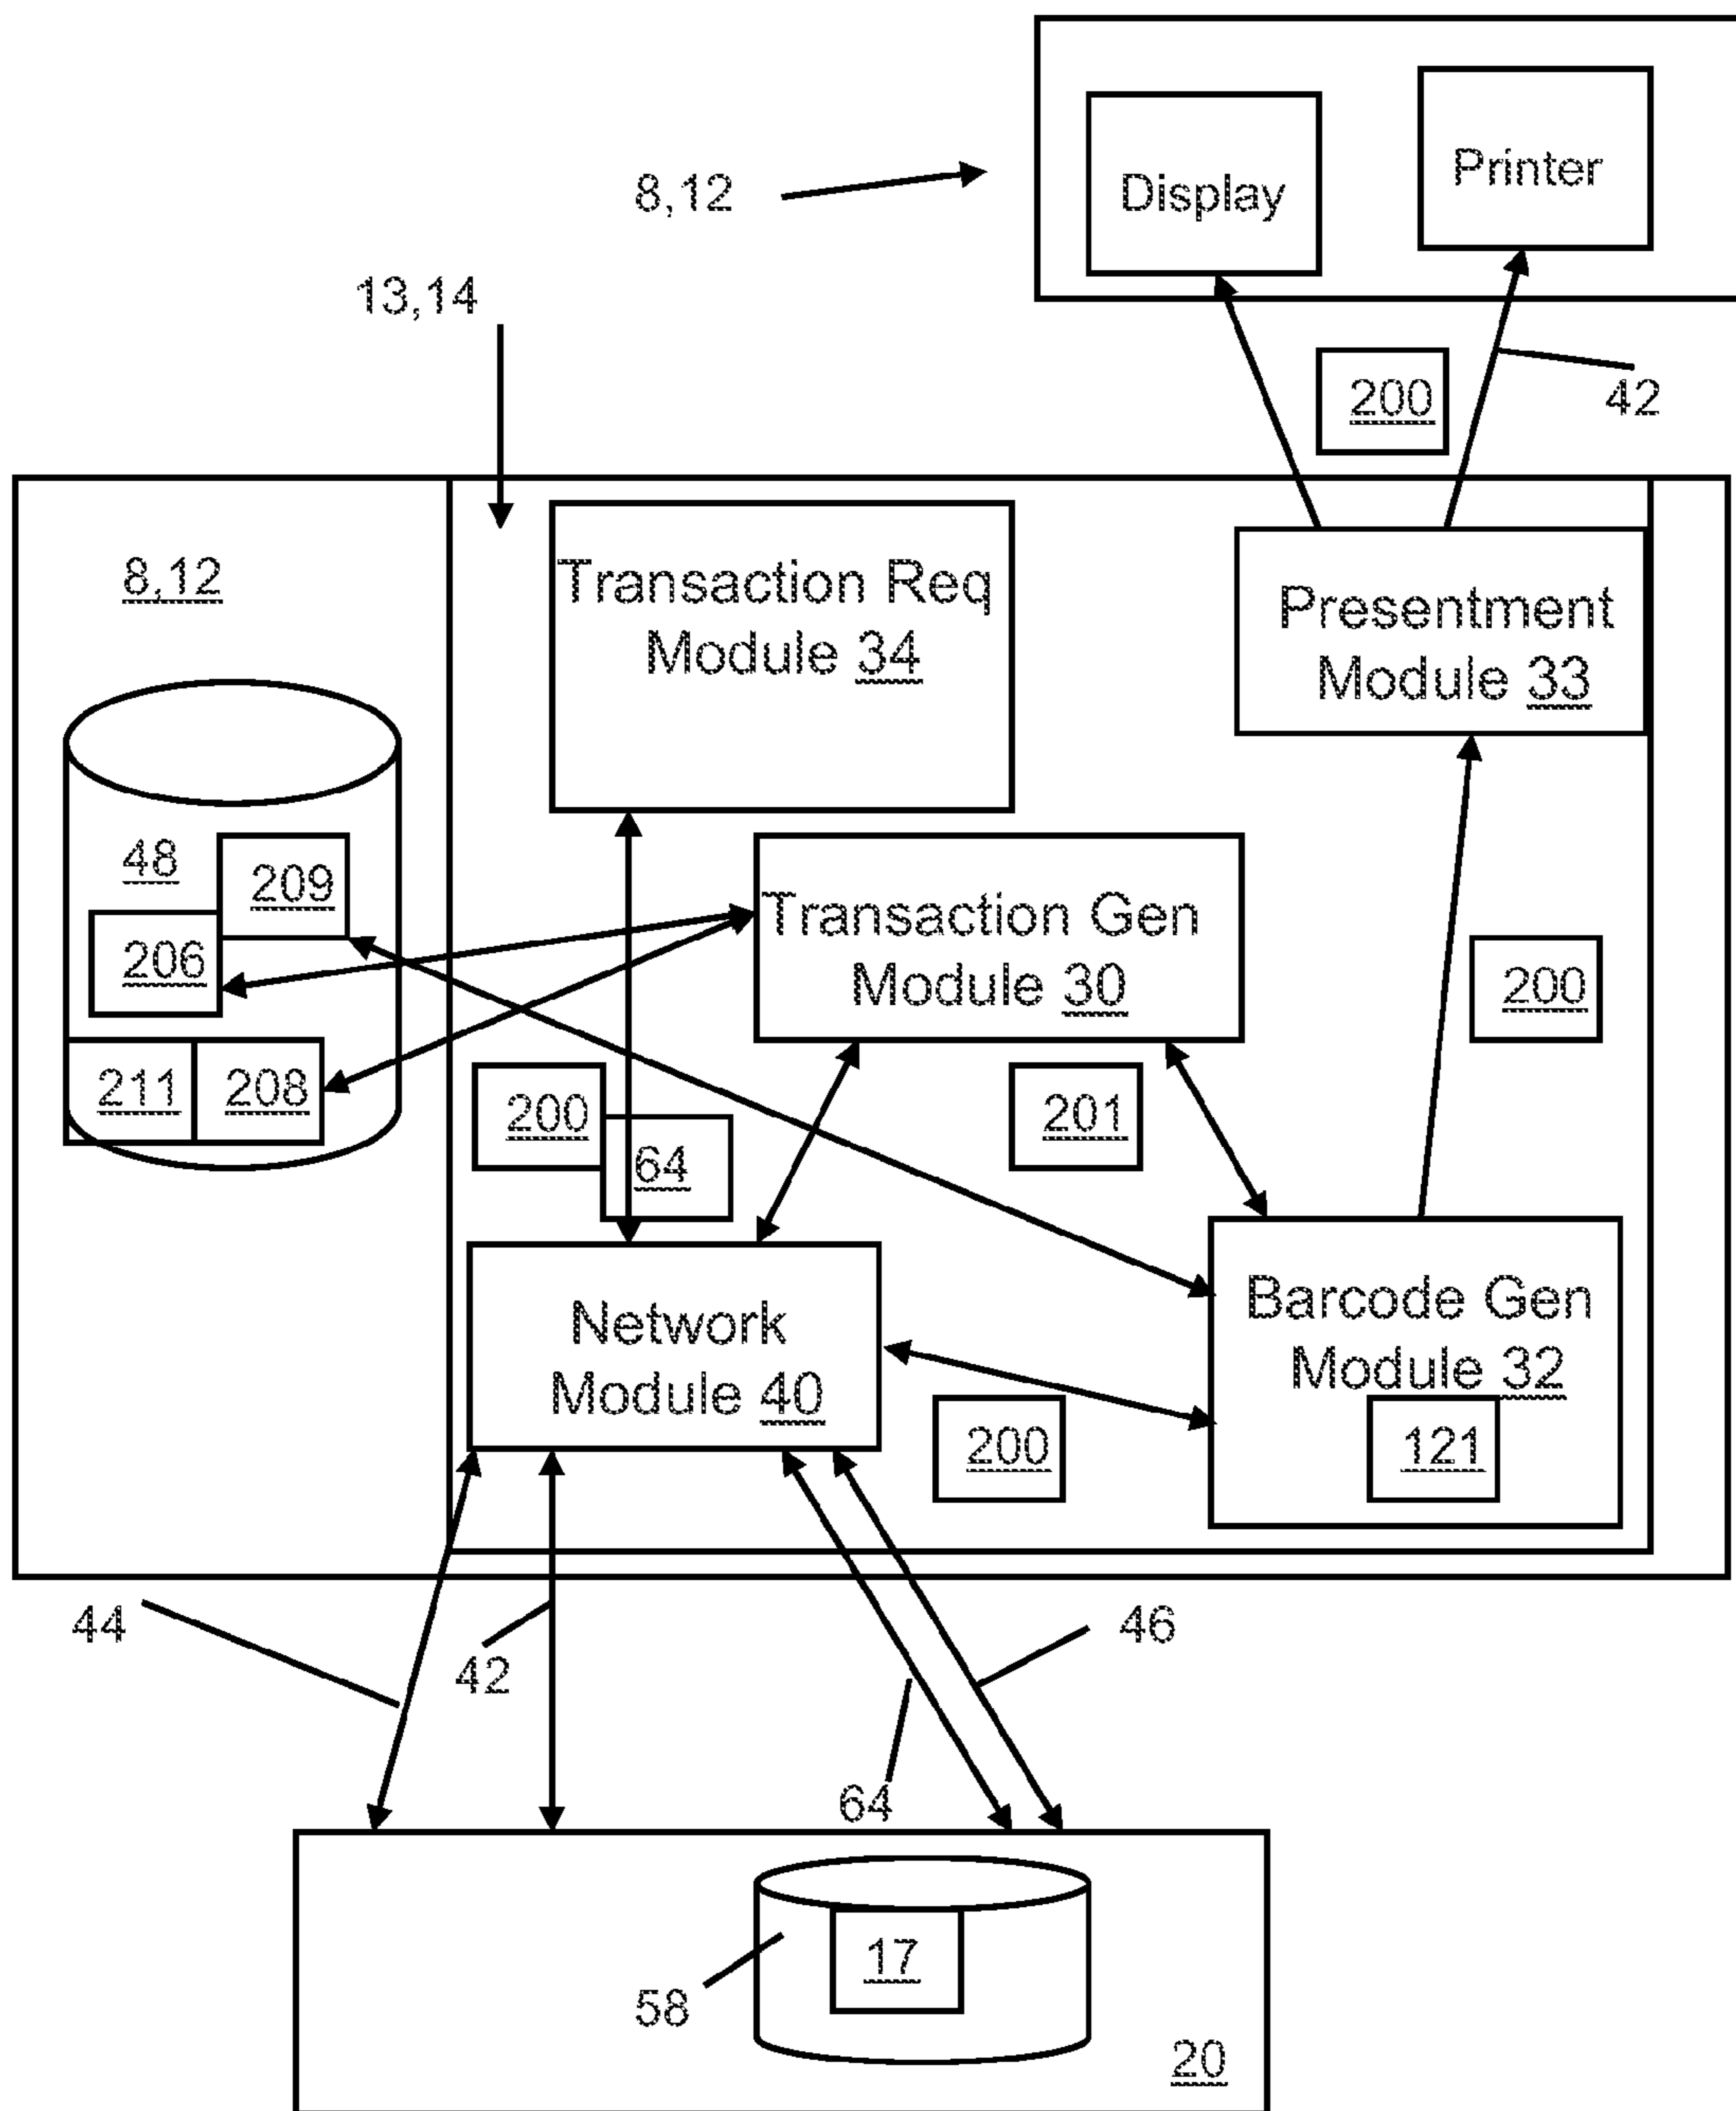 Display
Printer
8,12
13,14
200
42
8,12
Transaction Req
Module 34
Presentment
Module 33
48
209
206
Transaction Gen
Module 30
200
211
208
200
64
201
Network
Module 40
Barcode Gen
Module 32
200
121
44
42
46
64
17
58
20